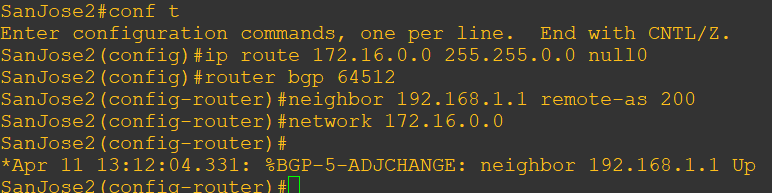 SanJose2#conf t
Enter configuration commands, one per line.  End with CNTL/Z.
SanJose2(config)#ip route 172.16.0.0 255.255.0.0 null0
SanJose2(config)#router bgp 64512
SanJose2(config-router)#neighbor 192.168.1.1 remote-as 200
SanJose2(config-router)#network 172.16.0.0
SanJose2(config-router)#
*Apr 11 13:12:04.331: %BGP-5-ADJCHANGE: neighbor 192.168.1.1 Up
SanJose2(config-router)#